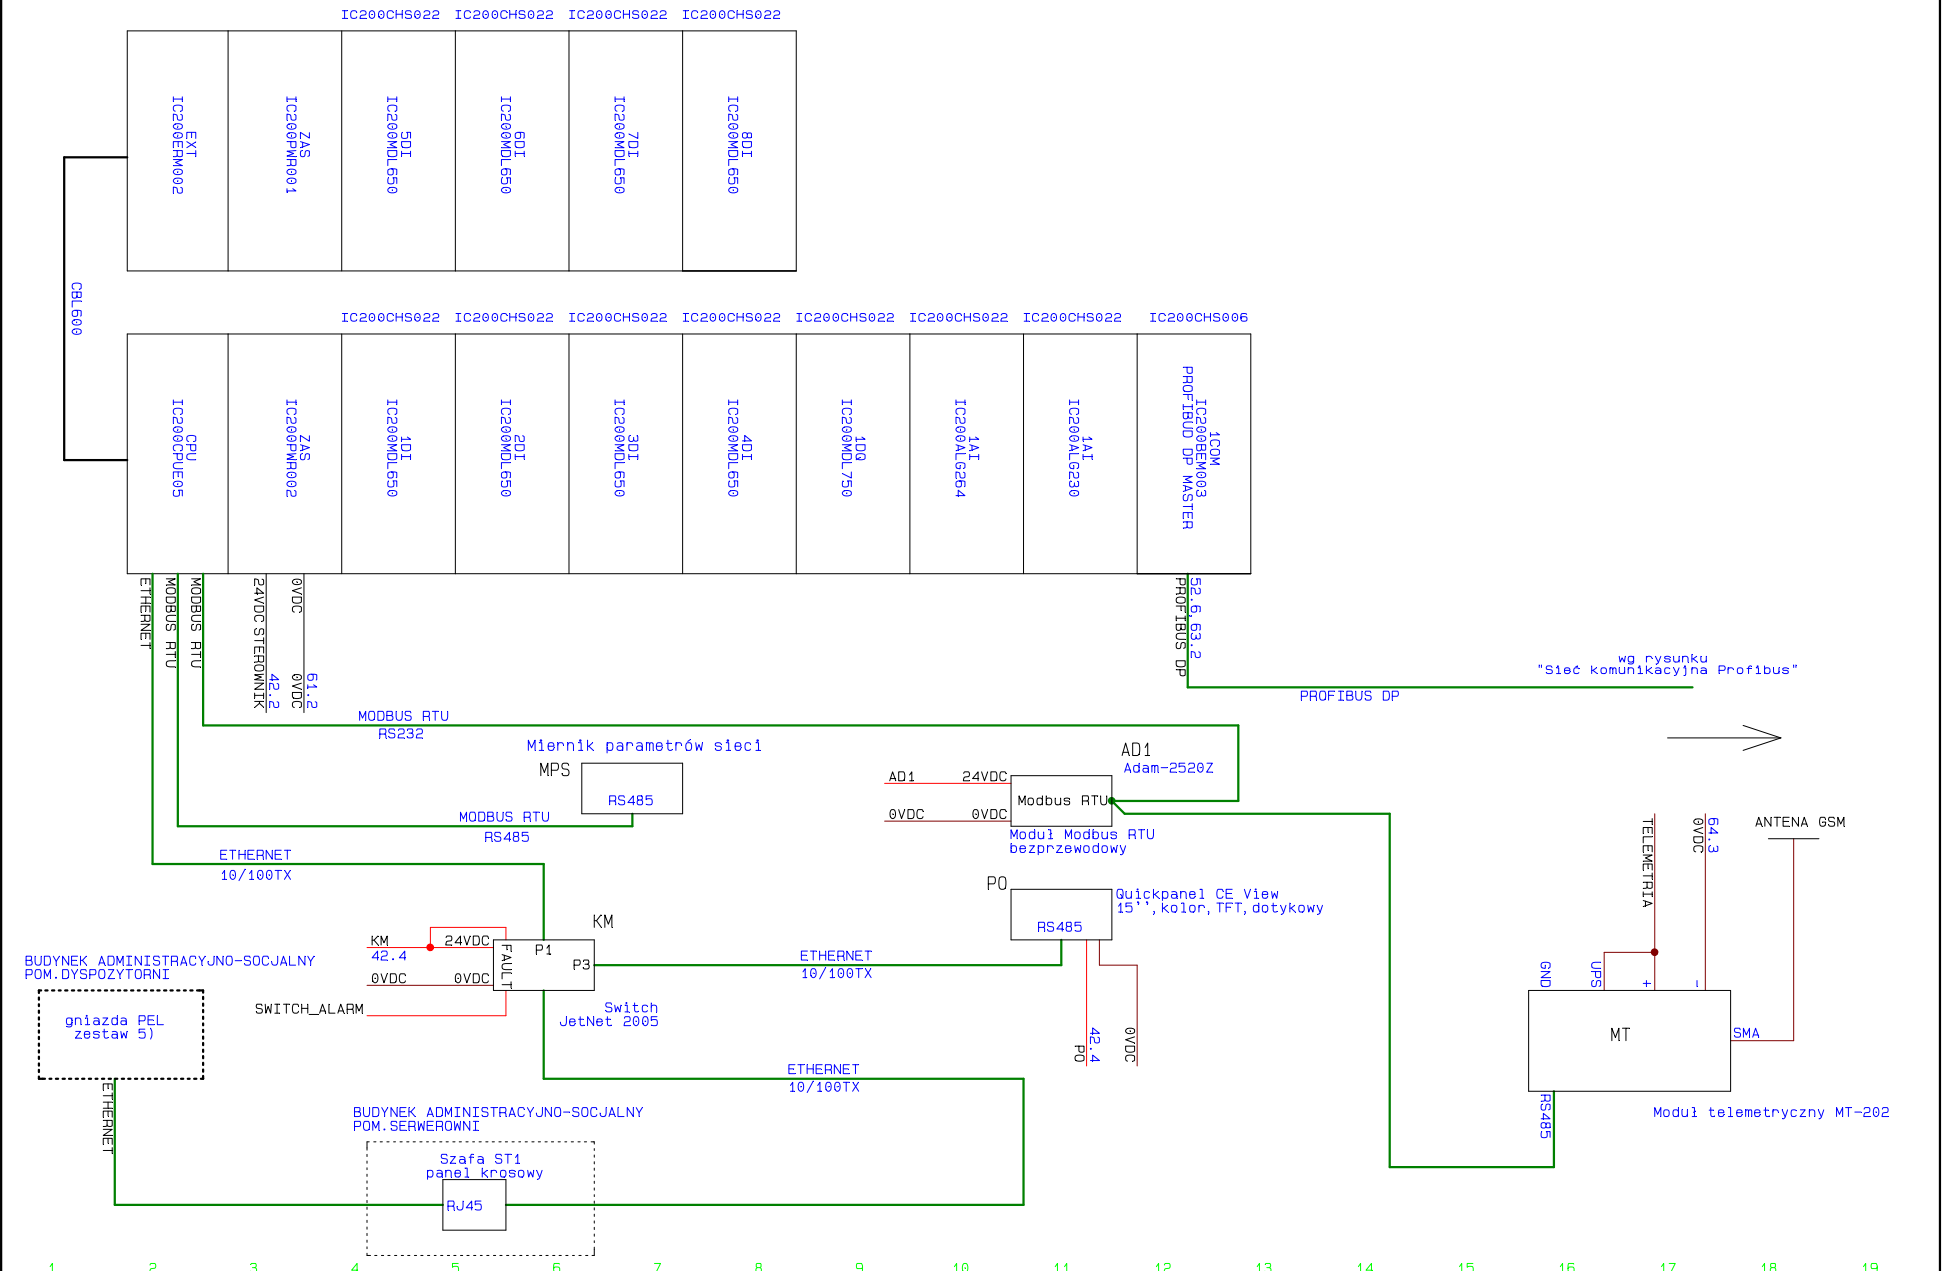 IC200CHS022 IC200CHS022 IC200CHS022 IC200CHS022
EXT
IC200ERM002
ZAS
IC200PWR001
5DI
IC200MDL650
6DI
IC200MDL650
7DI
IC200MDL650
8DI
IC200MDL650
CBL600
IC200CHS022 IC200CHS022 IC200CHS022 IC200CHS022 IC200CHS022 IC200CHS022 IC200CHS022 IC200CHS006
CPU
IC200CPUE05
ZAS
IC200PWR002
1DI
IC200MDL650
2DI
IC200MDL650
3DI
IC200MDL650
4DI
IC200MDL650
1DQ
IC200MDL750
1AI
IC200ALG264
1AI
IC200ALG230
1COM
IC200BEM003
PROFIBUD DP MASTER
ETHERNET
MODBUS RTU
MODBUS RTU
24VDC STEROWNIK
42.2
0VDC 0VDC
61.2
52.6,63.2
PROFIBUS DP
wg rysunku
"Sieć komunikacyjna Profibus"
PROFIBUS DP
MODBUS RTU
RS232
Miernik parametrów sieci
MPS
RS485
MODBUS RTU
RS485
AD1
Adam-2520Z
AD1 24VDC
0VDC 0VDC
Modbus RTU
Moduł Modbus RTU
bezprzewodowy
ETHERNET
10/100TX
PO
RS485
Quickpanel CE View
15'',kolor,TFT,dotykowy
42.4
PO
0VDC
KM
KM 24VDC
42.4
0VDC 0VDC
FAULT
P1
P3
SWITCH_ALARM
Switch
JetNet 2005
ETHERNET
10/100TX
BUDYNEK ADMINISTRACYJNO-SOCJALNY
POM.DYSPOZYTORNI
gniazda PEL
zestaw 5)
ETHERNET
ETHERNET
10/100TX
BUDYNEK ADMINISTRACYJNO-SOCJALNY
POM.SERWEROWNI
Szafa ST1
panel krosowy
RJ45
TELEMETRIA
64.3
0VDC
ANTENA GSM
GND
UPS
+
-
MT
SMA
RS485
Moduł telemetryczny MT-202
1 2 3 4 5 6 7 8 9 10 11 12 13 14 15 16 17 18 19